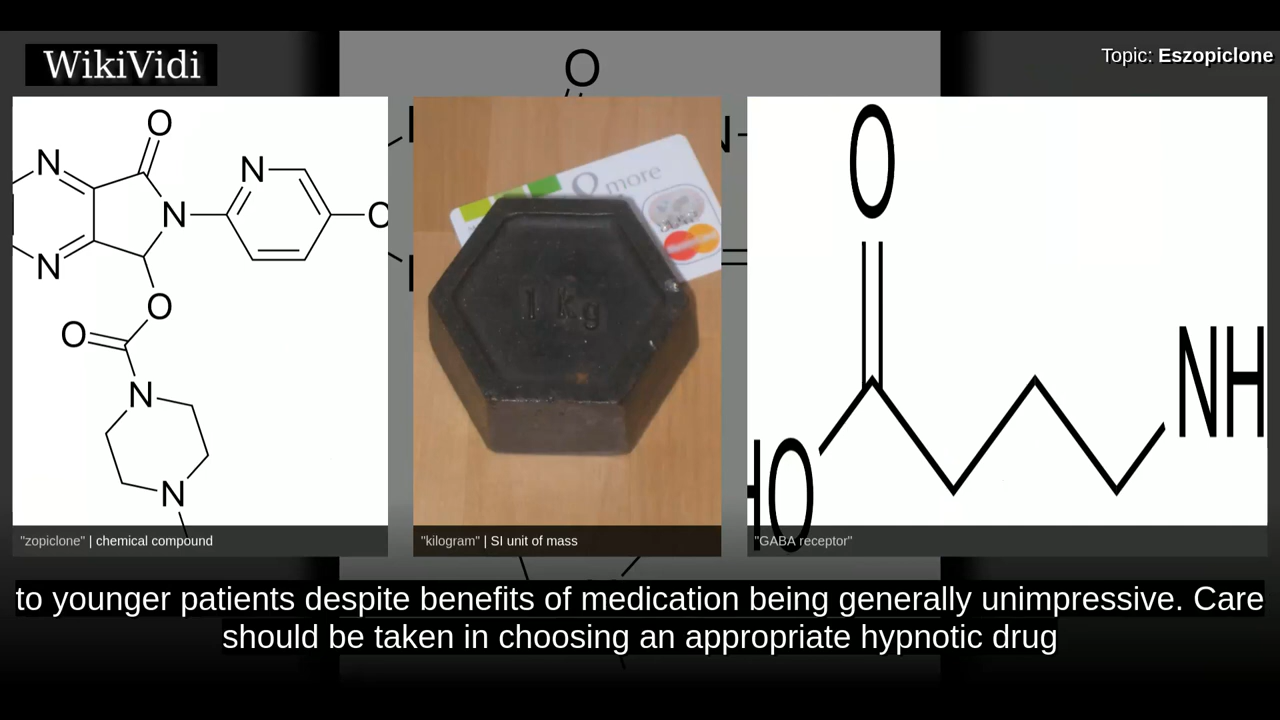 WikiVidi
Topic: Eszopiclone
O
N
N
N
N
O
O
O
N
N
more
1 Kg
O
HO
NH
"zopiclone" | chemical compound
"kilogram" | SI unit of mass
"GABA receptor"
to younger patients despite benefits of medication being generally unimpressive. Care
should be taken in choosing an appropriate hypnotic drug